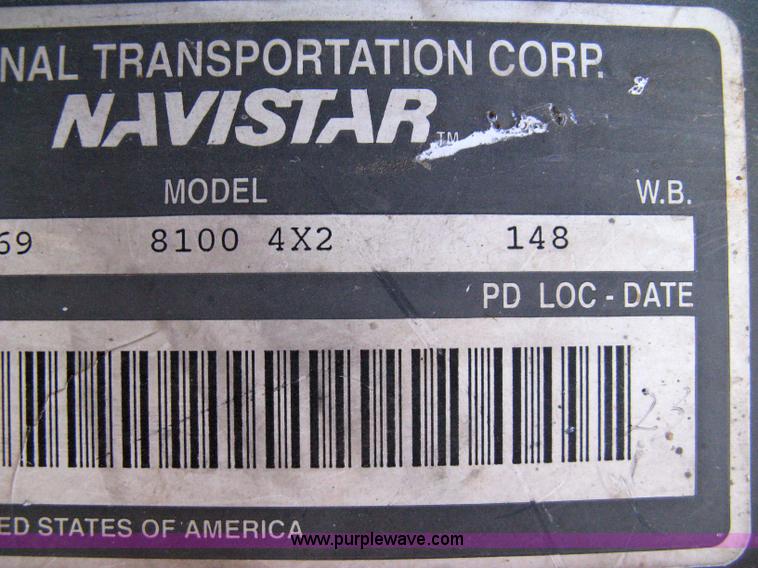 NAL TRANSPORTATION CORP.
NAVISTAR TM
MODEL W.B.
69 8100 4X2 148
PD LOC - DATE
ED STATES OF AMERICA
www.purplewave.com